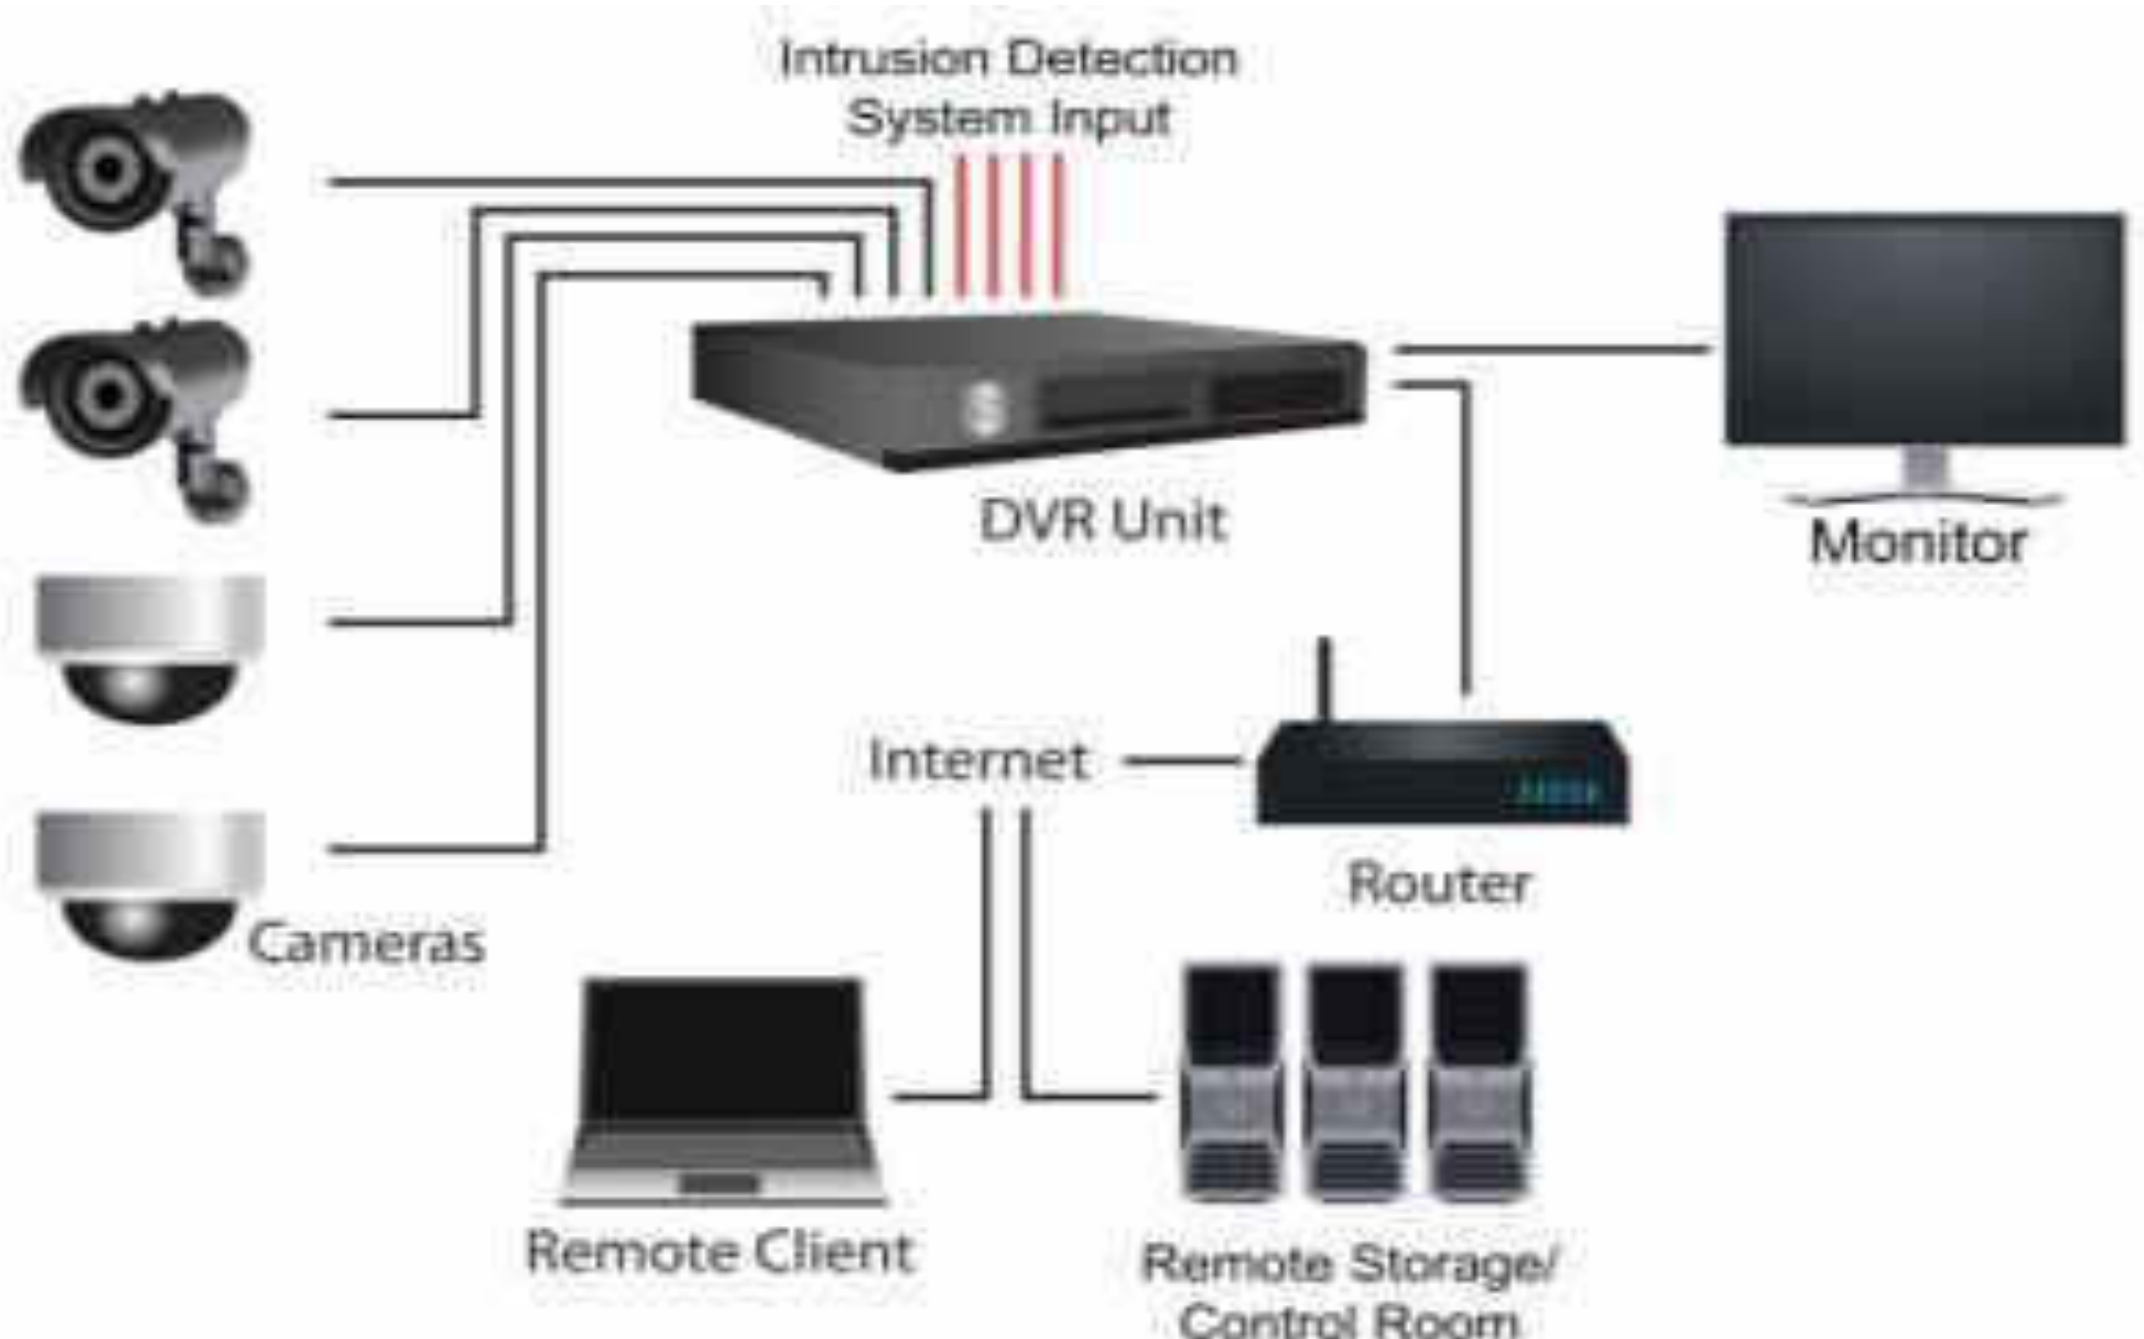 Intrusion Detection
System Input
DVR Unit
Monitor
Internet
Router
Cameras
Remote Client
Remote Storage/
Control Room